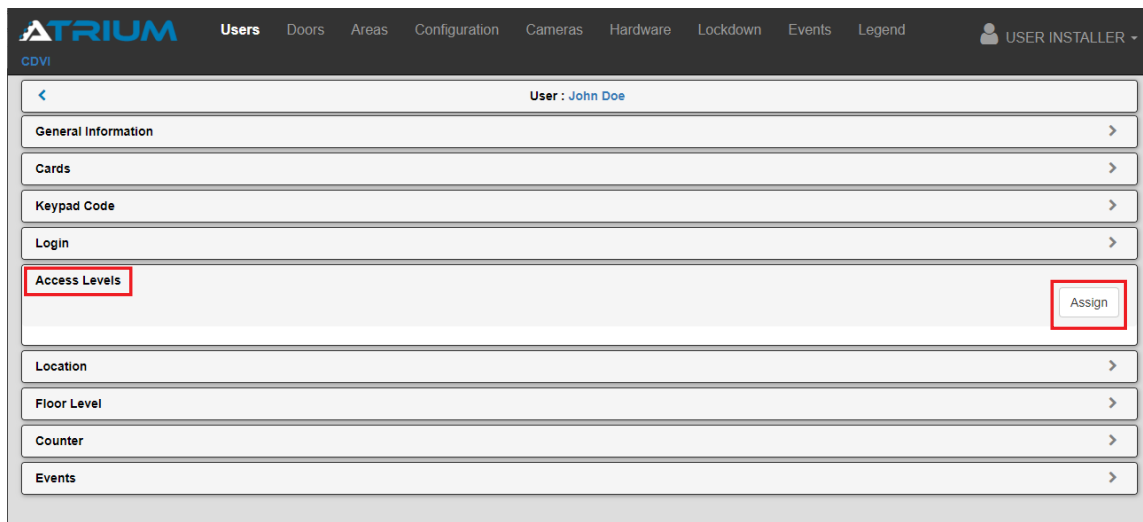 ATRIUM Users Doors Areas Configuration Cameras Hardware Lockdown Events Legend USER INSTALLER
CDVI
User : John Doe
General Information
Cards
Keypad Code
Login
Access Levels
Assign
Location
Floor Level
Counter
Events